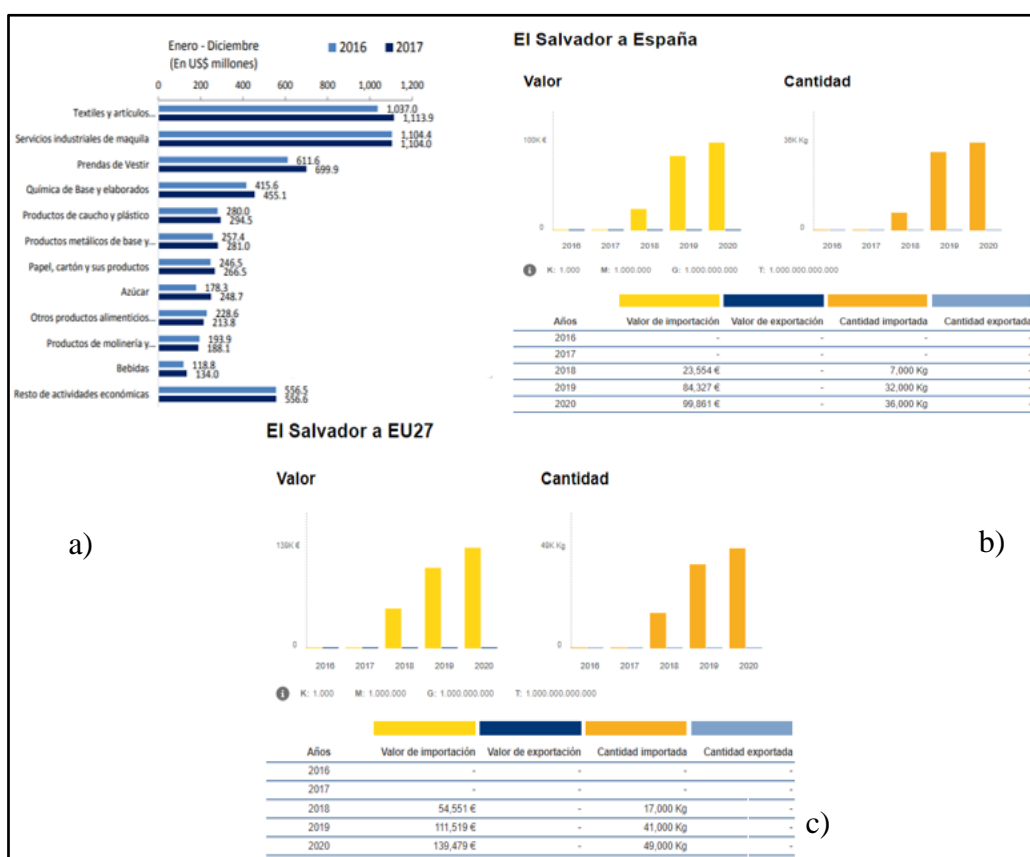 Enero - Diciembre
(En US$ millones)
2016 2017
0 200 400 600 800 1,000 1,200
Textiles y artículos... 1,037.0
1,113.9
Servicios industriales de maquila 1,104.4
1,104.0
Prendas de Vestir 611.6
699.9
Química de Base y elaborados 415.6
455.1
Productos de caucho y plástico 280.0
294.5
Productos metálicos de base y... 257.4
281.0
Papel, cartón y sus productos 246.5
266.5
Azúcar 178.3
248.7
Otros productos alimenticios... 228.6
213.8
Productos de molinería y... 193.9
188.1
Bebidas 118.8
134.0
Resto de actividades económicas 556.5
556.6
a)
El Salvador a España
Valor Cantidad
100K € 36K Kg
0 0
2016 2017 2018 2019 2020 2016 2017 2018 2019 2020
K: 1.000 M: 1.000.000 G: 1.000.000.000 T: 1.000.000.000.000
Años Valor de importación Valor de exportación Cantidad importada Cantidad exportada
2016 - - - -
2017 - - - -
2018 23,554 € - 7,000 Kg -
2019 84,327 € - 32,000 Kg -
2020 99,861 € - 36,000 Kg -
b)
El Salvador a EU27
Valor Cantidad
139K € 49K Kg
0 0
2016 2017 2018 2019 2020 2016 2017 2018 2019 2020
K: 1.000 M: 1.000.000 G: 1.000.000.000 T: 1.000.000.000.000
Años Valor de importación Valor de exportación Cantidad importada Cantidad exportada
2016 - - - -
2017 - - - -
2018 54,551 € - 17,000 Kg -
2019 111,519 € - 41,000 Kg -
2020 139,479 € - 49,000 Kg -
c)